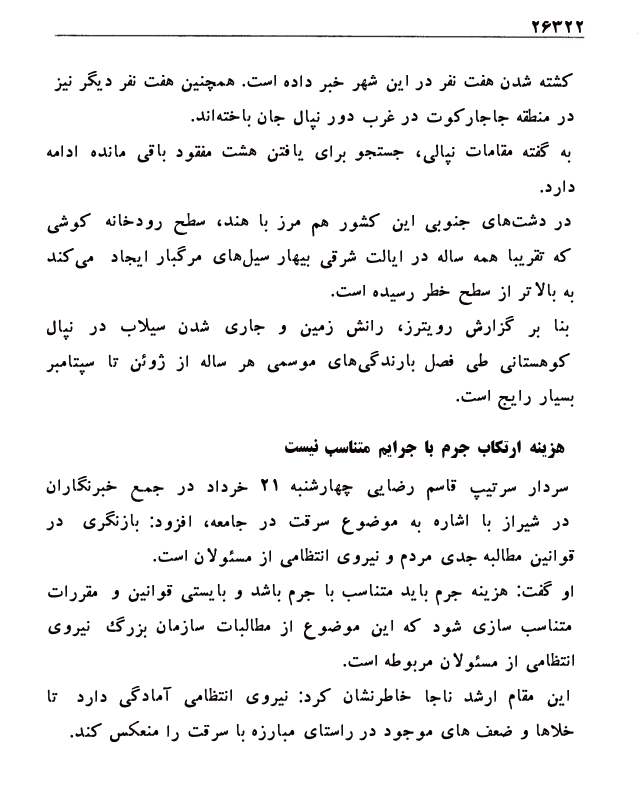 ۲۶۳۲۲
کشته شدن هفت نفر در این شهر خبر داده است. همچنین هفت نفر دیگر نیز
در منطقه جاجارکوت در غرب دور نپال جان باخته‌اند.
به گفته مقامات نپالی، جستجو برای یافتن هشت مفقود باقی مانده ادامه
دارد.
در دشت‌های جنوبی این کشور هم مرز با هند، سطح رودخانه کوشی
که تقریبا همه ساله در ایالت شرقی بیهار سیل‌های مرگبار ایجاد می‌کند
به بالاتر از سطح خطر رسیده است.
بنا بر گزارش رویترز، رانش زمین و جاری شدن سیلاب در نپال
کوهستانی طی فصل بارندگی‌های موسمی هر ساله از ژوئن تا سپتامبر
بسیار رایج است.
هزینه ارتکاب جرم با جرایم متناسب نیست
سردار سرتیپ قاسم رضایی چهارشنبه ۲۱ خرداد در جمع خبرنگاران
در شیراز با اشاره به موضوع سرقت در جامعه، افزود: بازنگری در
قوانین مطالبه جدی مردم و نیروی انتظامی از مسئولان است.
او گفت: هزینه جرم باید متناسب با جرم باشد و بایستی قوانین و مقررات
متناسب سازی شود که این موضوع از مطالبات سازمان بزرگ نیروی
انتظامی از مسئولان مربوطه است.
این مقام ارشد ناجا خاطرنشان کرد: نیروی انتظامی آمادگی دارد تا
خلاها و ضعف های موجود در راستای مبارزه با سرقت را منعکس کند.